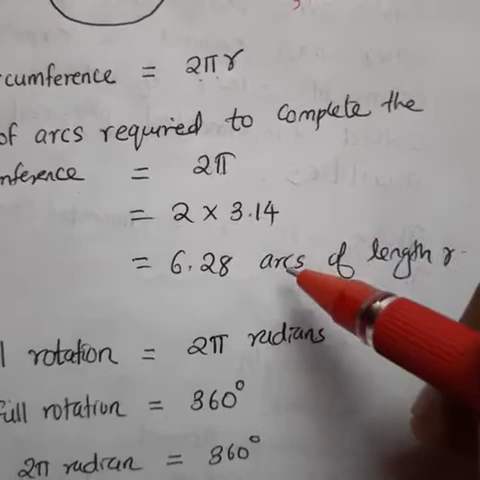 rcumference = 2πr
of arcs required to complete the
nference = 2π
= 2 × 3.14
= 6.28 arcs of length r.
l rotation = 2π radians
full rotation = 360°
2π radian = 360°